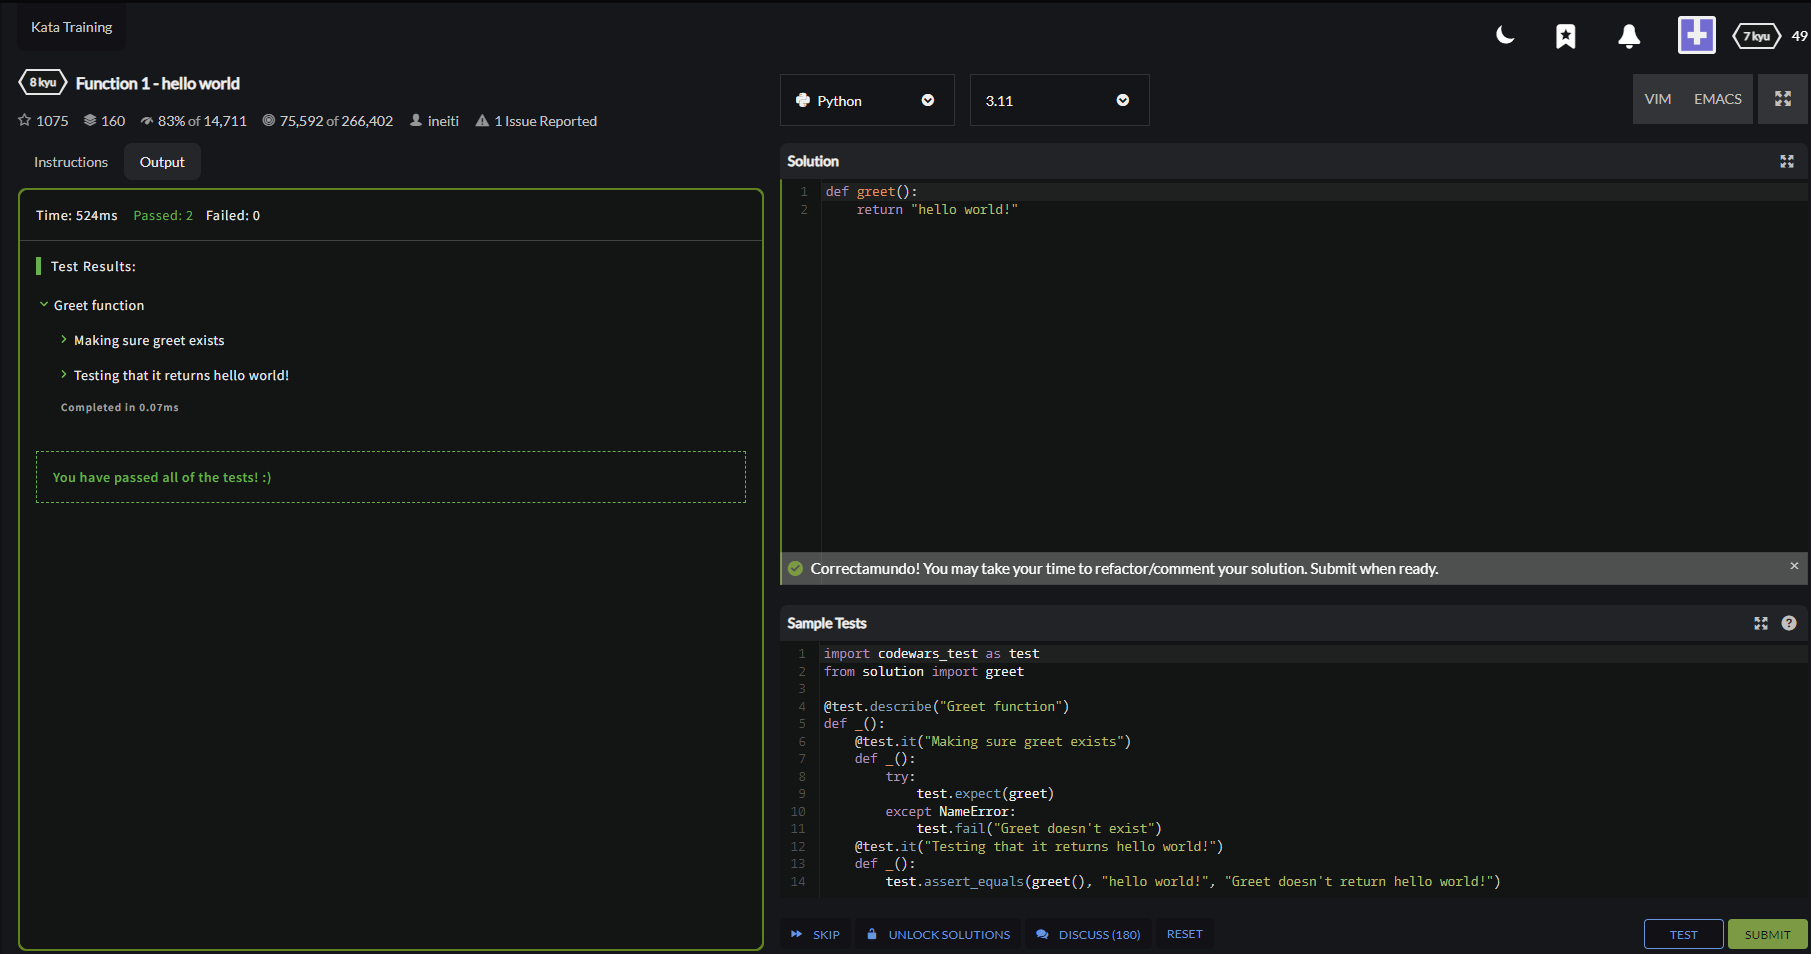 Kata Training
7 kyu 49
8 kyu Function 1 - hello world
1075 160 83% of 14,711 75,592 of 266,402 ineiti 1 Issue Reported
Instructions Output
Time: 524ms Passed: 2 Failed: 0
Test Results:
Greet function
Making sure greet exists
Testing that it returns hello world!
Completed in 0.07ms
You have passed all of the tests! :)
Python 3.11 VIM EMACS
Solution
1 def greet():
2     return "hello world!"
Correctamundo! You may take your time to refactor/comment your solution. Submit when ready. ×
Sample Tests ?
1 import codewars_test as test
2 from solution import greet
3
4 @test.describe("Greet function")
5 def _():
6     @test.it("Making sure greet exists")
7     def _():
8         try:
9             test.expect(greet)
10         except NameError:
11             test.fail("Greet doesn't exist")
12     @test.it("Testing that it returns hello world!")
13     def _():
14         test.assert_equals(greet(), "hello world!", "Greet doesn't return hello world!")
SKIP UNLOCK SOLUTIONS DISCUSS (180) RESET TEST SUBMIT